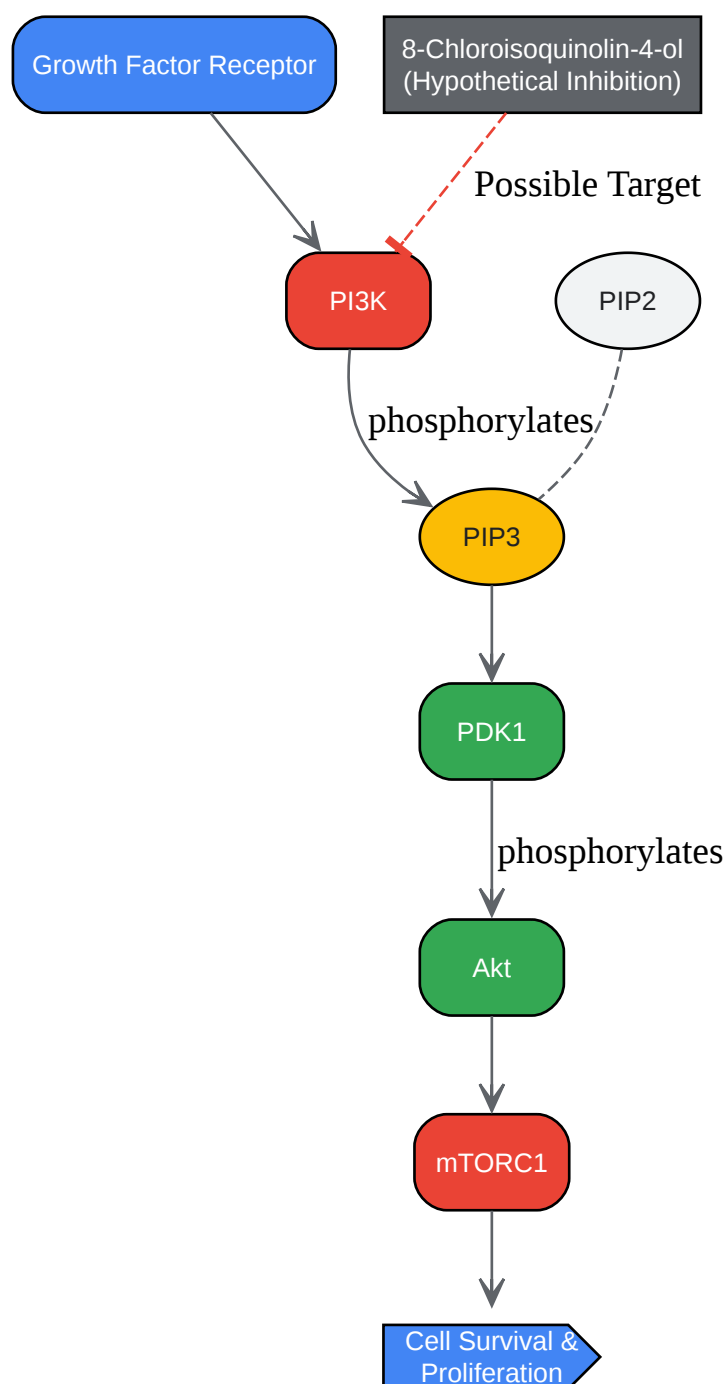 Growth Factor Receptor
8-Chloroisoquinolin-4-ol
(Hypothetical Inhibition)
Possible Target
PI3K
PIP2
phosphorylates
PIP3
PDK1
phosphorylates
Akt
mTORC1
Cell Survival &
Proliferation